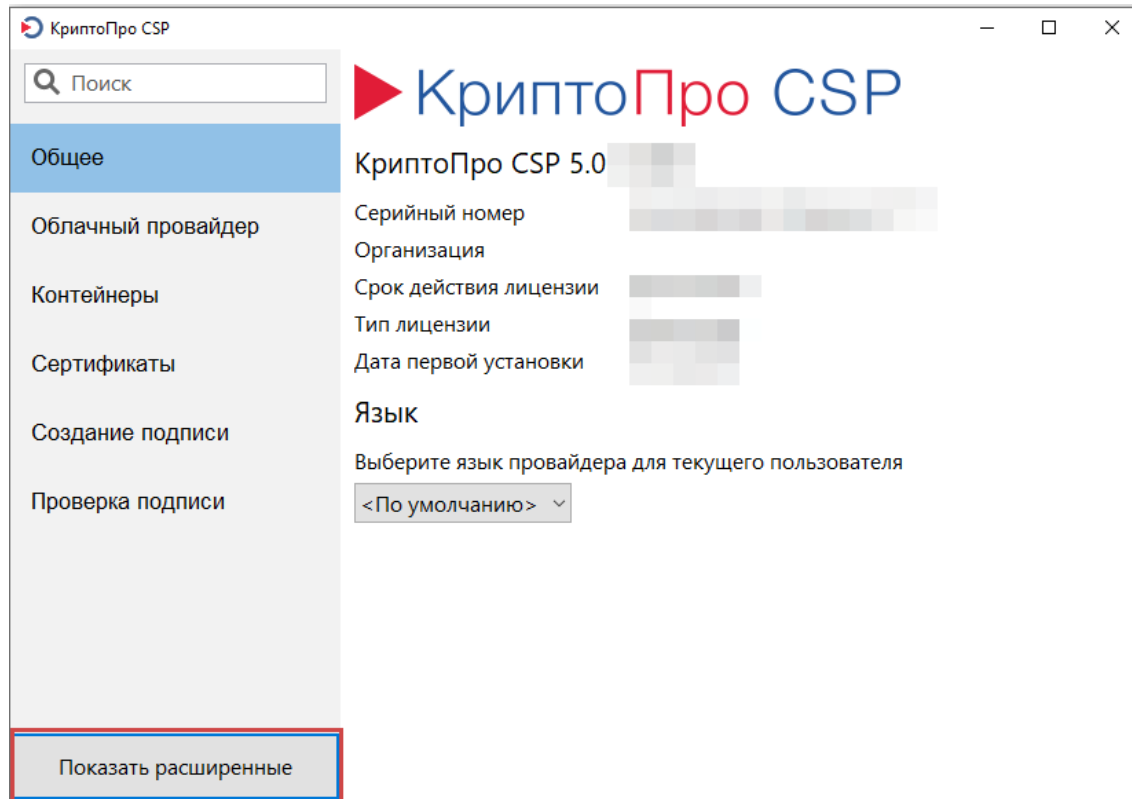 КриптоПро CSP
Поиск
Общее
Облачный провайдер
Контейнеры
Сертификаты
Создание подписи
Проверка подписи
Показать расширенные
КриптоПро CSP
КриптоПро CSP 5.0
Серийный номер
Организация
Срок действия лицензии
Тип лицензии
Дата первой установки
Язык
Выберите язык провайдера для текущего пользователя
<По умолчанию>